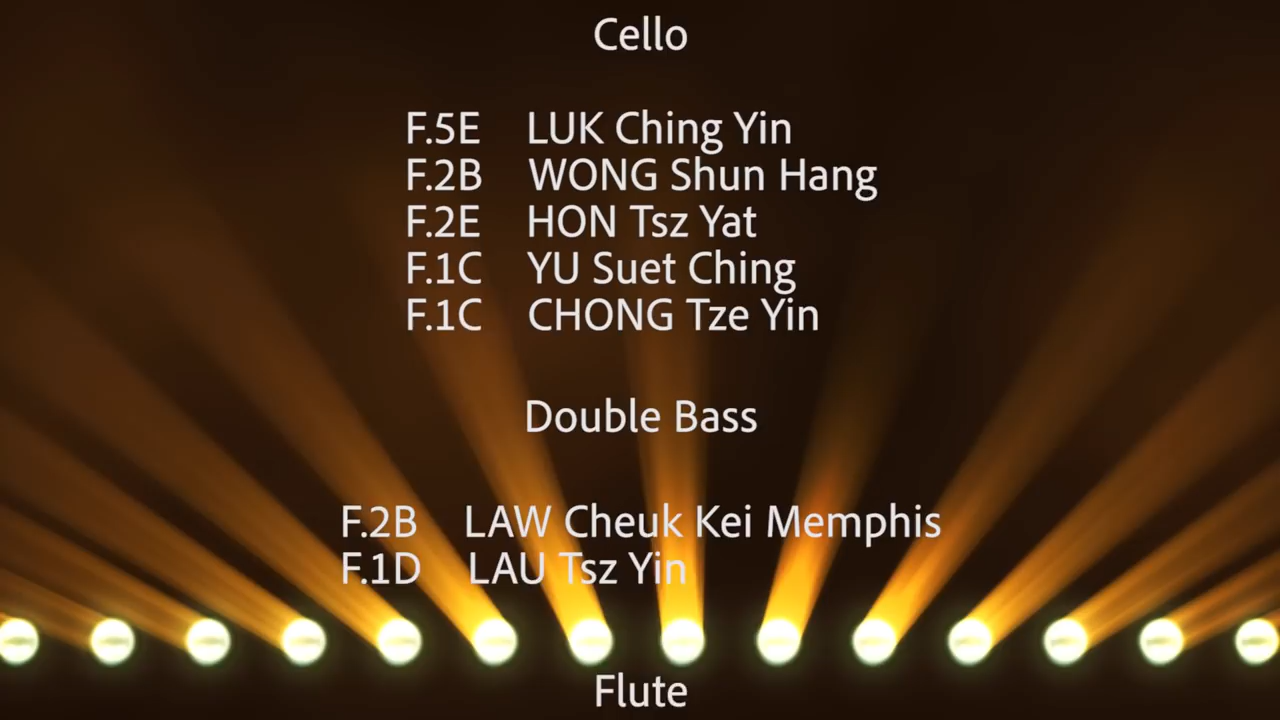 Cello
F.5E LUK Ching Yin
F.2B WONG Shun Hang
F.2E HON Tsz Yat
F.1C YU Suet Ching
F.1C CHONG Tze Yin
Double Bass
F.2B LAW Cheuk Kei Memphis
F.1D LAU Tsz Yin
Flute